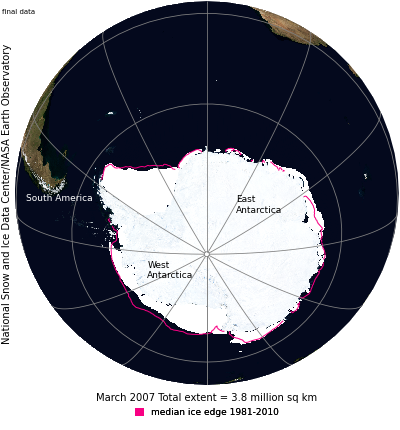 final data
National Snow and Ice Data Center/NASA Earth Observatory
South America
East
Antarctica
West
Antarctica
March 2007 Total extent = 3.8 million sq km
median ice edge 1981-2010